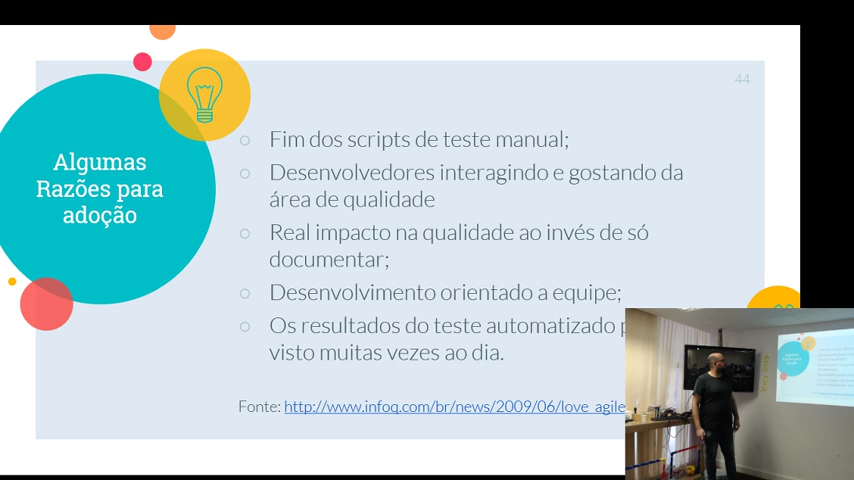 44
Algumas
Razões para
adoção
Fim dos scripts de teste manual;
Desenvolvedores interagindo e gostando da
área de qualidade
Real impacto na qualidade ao invés de só
documentar;
Desenvolvimento orientado a equipe;
Os resultados do teste automatizado
visto muitas vezes ao dia.
Fonte: http://www.infoq.com/br/news/2009/06/love_agile